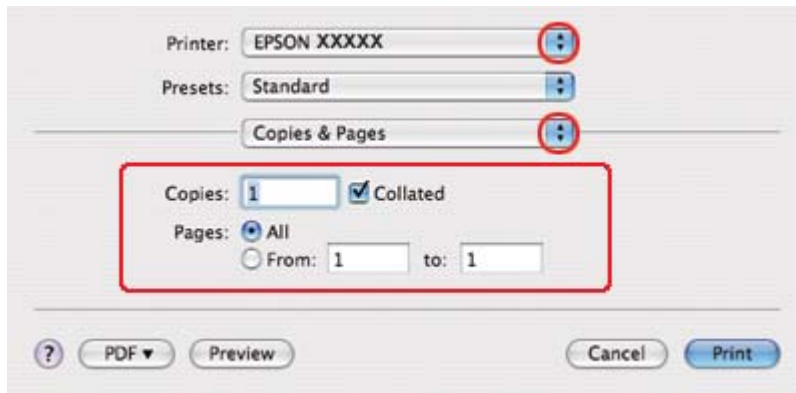 Printer: EPSON XXXXX
Presets: Standard
Copies & Pages
Copies: 1 Collated
Pages: All
From: 1 to: 1
? PDF ▼ Preview Cancel Print